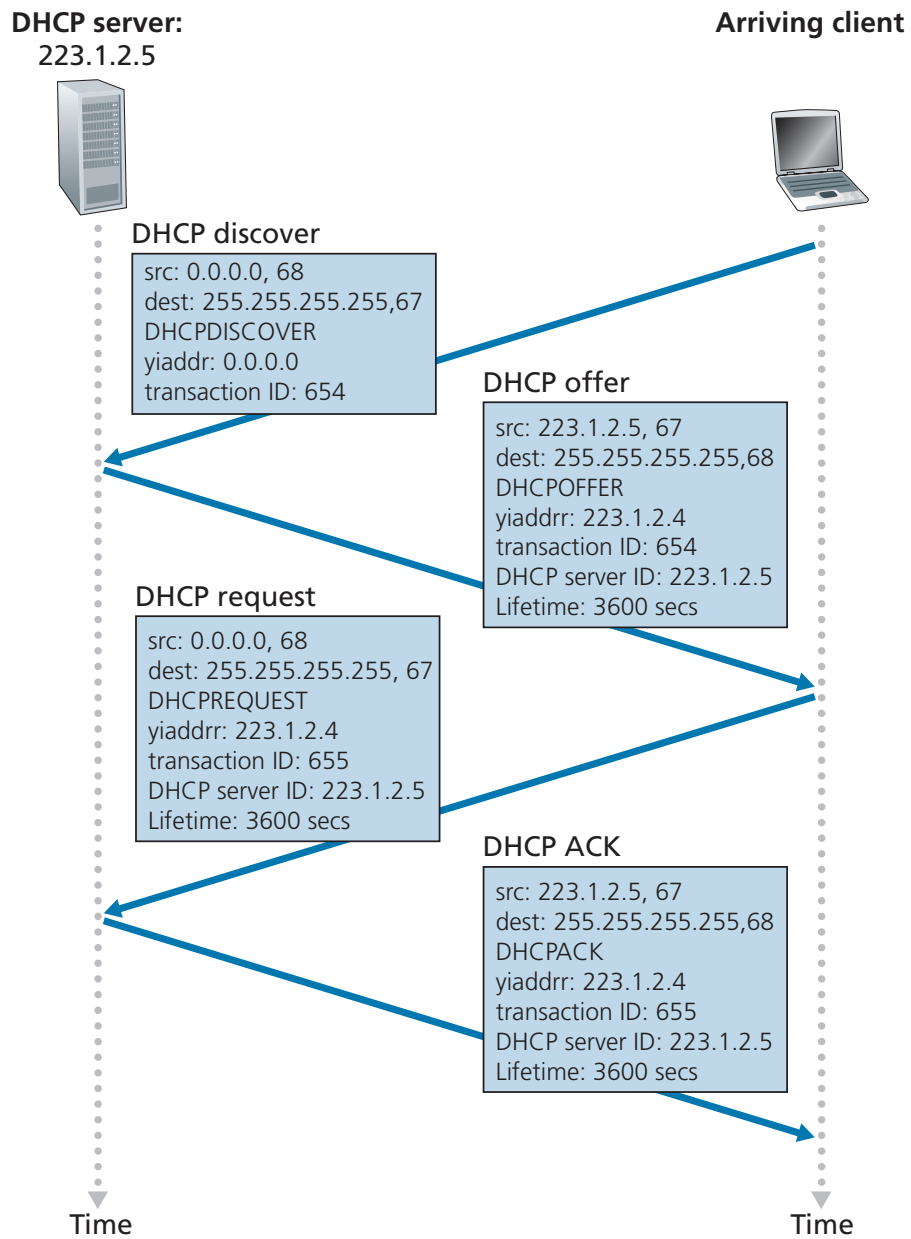 DHCP server:
223.1.2.5
Arriving client
DHCP discover
src: 0.0.0.0, 68
dest: 255.255.255.255,67
DHCPDISCOVER
yiaddr: 0.0.0.0
transaction ID: 654
DHCP offer
src: 223.1.2.5, 67
dest: 255.255.255.255,68
DHCPOFFER
yiaddrr: 223.1.2.4
transaction ID: 654
DHCP server ID: 223.1.2.5
Lifetime: 3600 secs
DHCP request
src: 0.0.0.0, 68
dest: 255.255.255.255, 67
DHCPREQUEST
yiaddrr: 223.1.2.4
transaction ID: 655
DHCP server ID: 223.1.2.5
Lifetime: 3600 secs
DHCP ACK
src: 223.1.2.5, 67
dest: 255.255.255.255,68
DHCPACK
yiaddrr: 223.1.2.4
transaction ID: 655
DHCP server ID: 223.1.2.5
Lifetime: 3600 secs
Time
Time